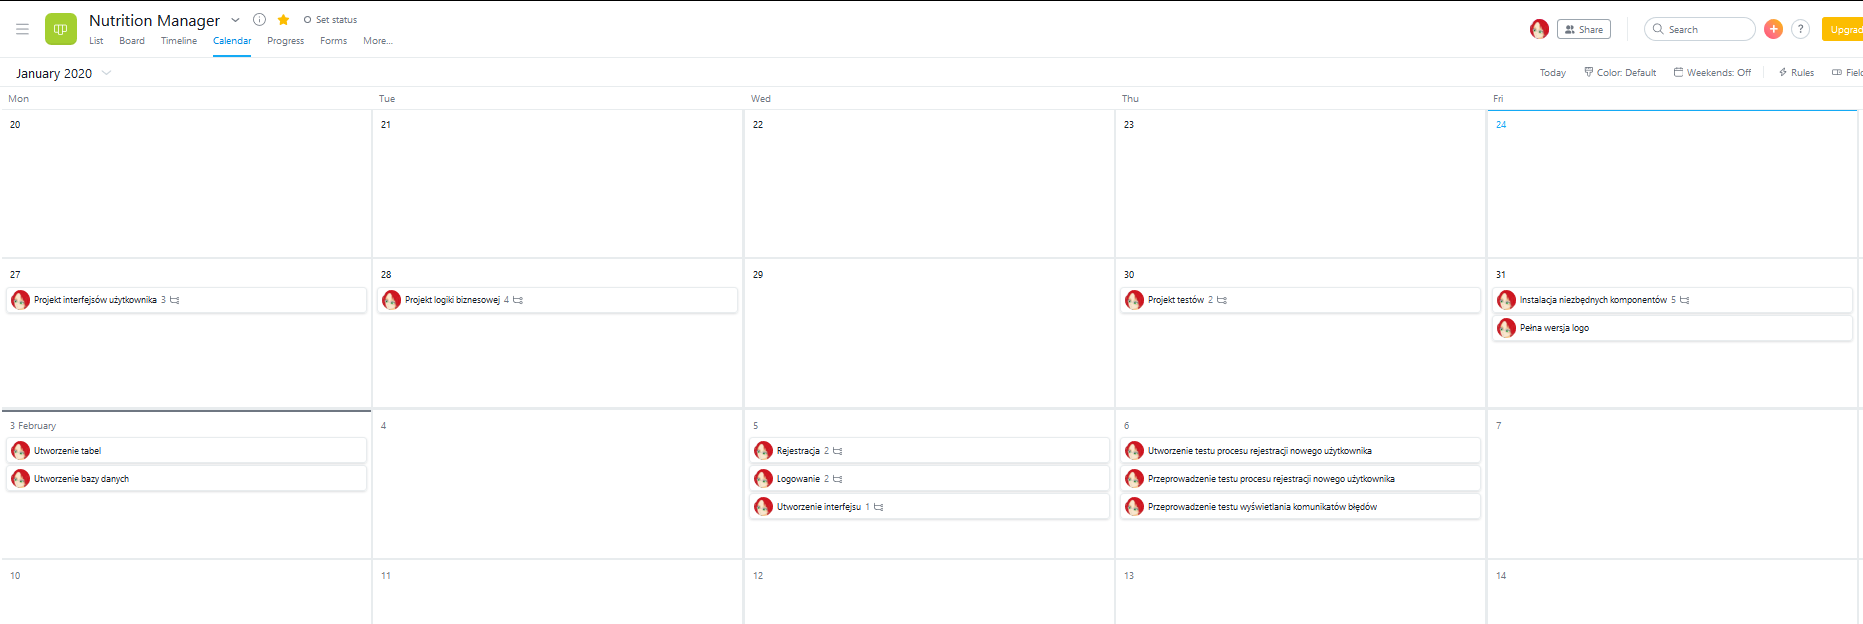 Nutrition Manager
Set status
List Board Timeline Calendar Progress Forms More...
Share
Search
?
January 2020
Today Color: Default Weekends: Off Rules
Mon Tue Wed Thu Fri
20 21 22 23 24
27 28 29 30 31
Projekt interfejsów użytkownika 3
Projekt logiki biznesowej 4
Projekt testów 2
Instalacja niezbędnych komponentów 5
Pełna wersja logo
3 February 4 5 6 7
Utworzenie tabel
Utworzenie bazy danych
Rejestracja 2
Logowanie 2
Utworzenie interfejsu 1
Utworzenie testu procesu rejestracji nowego użytkownika
Przeprowadzenie testu procesu rejestracji nowego użytkownika
Przeprowadzenie testu wyświetlania komunikatów błędów
10 11 12 13 14